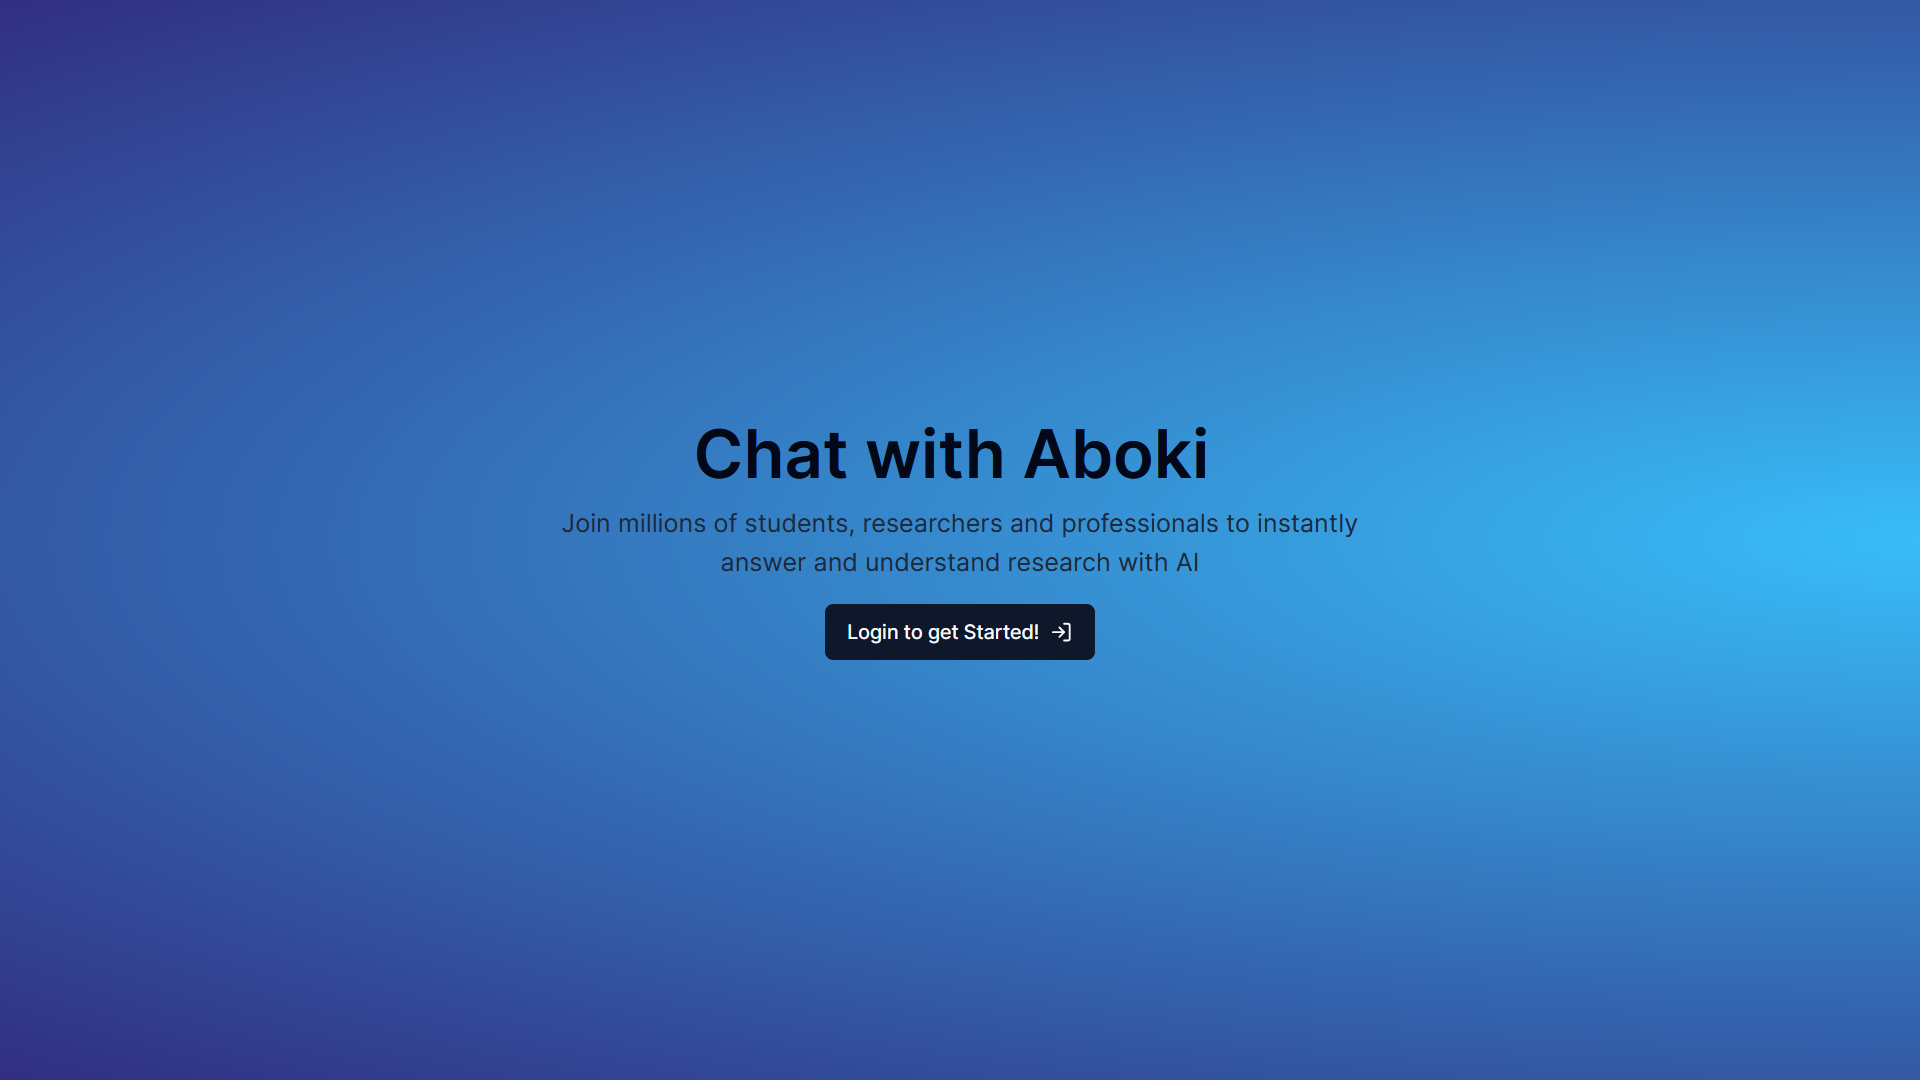 Chat with Aboki
Join millions of students, researchers and professionals to instantly
answer and understand research with AI
Login to get Started!